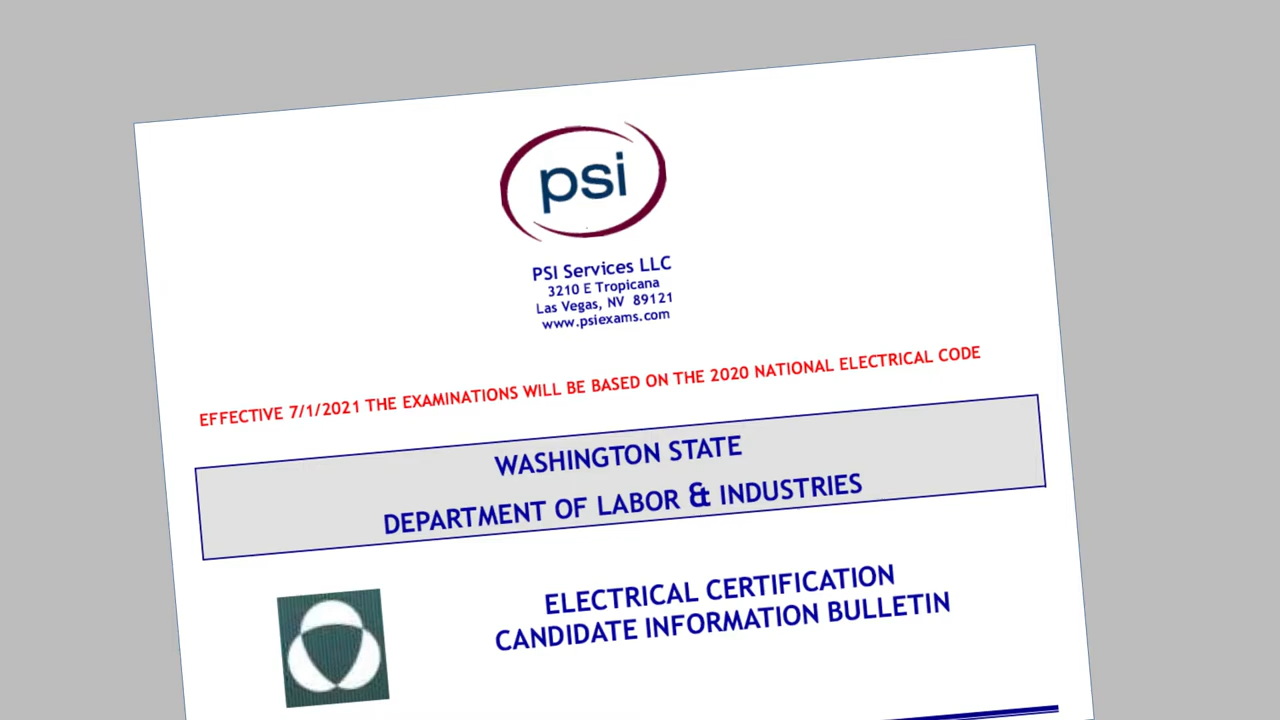 psi
PSI Services LLC
3210 E Tropicana
Las Vegas, NV 89121
www.psiexams.com
EFFECTIVE 7/1/2021 THE EXAMINATIONS WILL BE BASED ON THE 2020 NATIONAL ELECTRICAL CODE
WASHINGTON STATE
DEPARTMENT OF LABOR & INDUSTRIES
ELECTRICAL CERTIFICATION
CANDIDATE INFORMATION BULLETIN